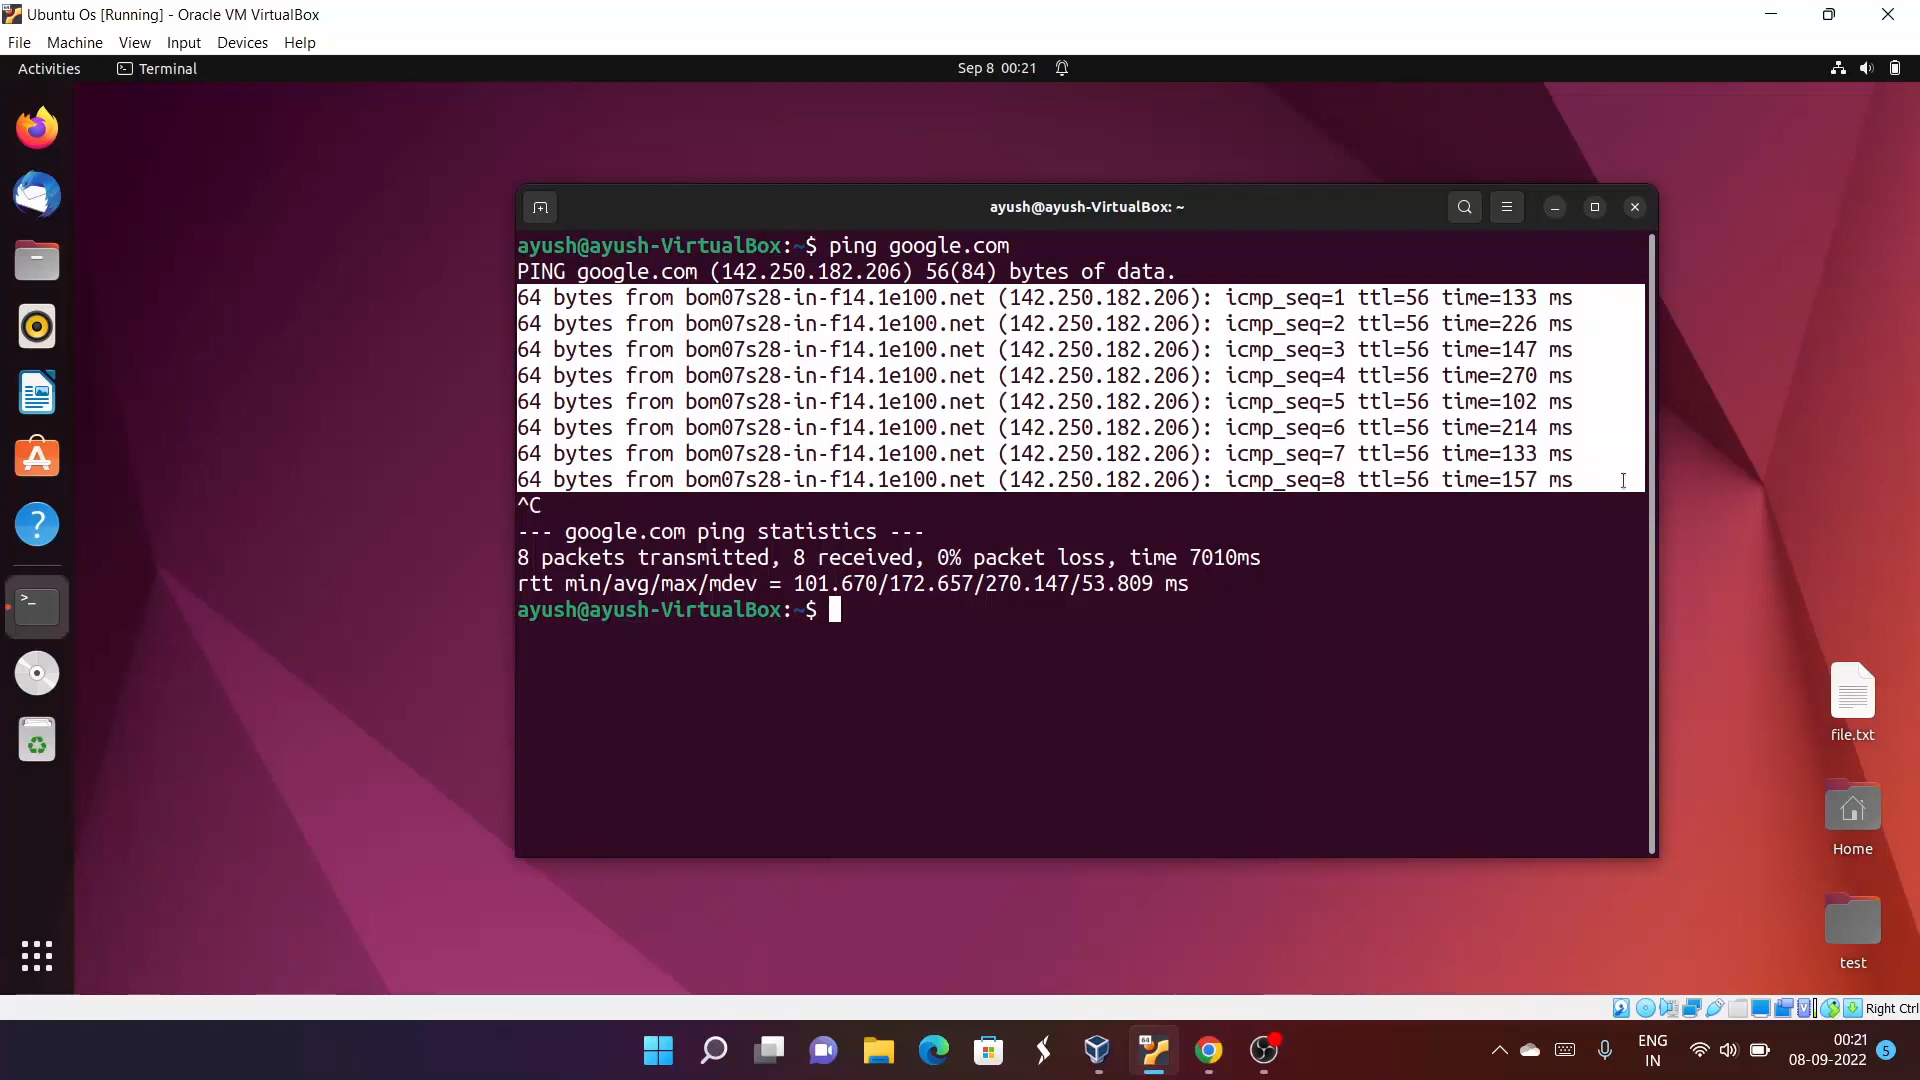 Ubuntu Os [Running] - Oracle VM VirtualBox
File Machine View Input Devices Help
Activities Terminal Sep 8 00:21
ayush@ayush-VirtualBox: ~
ayush@ayush-VirtualBox:~$ ping google.com
PING google.com (142.250.182.206) 56(84) bytes of data.
64 bytes from bom07s28-in-f14.1e100.net (142.250.182.206): icmp_seq=1 ttl=56 time=133 ms
64 bytes from bom07s28-in-f14.1e100.net (142.250.182.206): icmp_seq=2 ttl=56 time=226 ms
64 bytes from bom07s28-in-f14.1e100.net (142.250.182.206): icmp_seq=3 ttl=56 time=147 ms
64 bytes from bom07s28-in-f14.1e100.net (142.250.182.206): icmp_seq=4 ttl=56 time=270 ms
64 bytes from bom07s28-in-f14.1e100.net (142.250.182.206): icmp_seq=5 ttl=56 time=102 ms
64 bytes from bom07s28-in-f14.1e100.net (142.250.182.206): icmp_seq=6 ttl=56 time=214 ms
64 bytes from bom07s28-in-f14.1e100.net (142.250.182.206): icmp_seq=7 ttl=56 time=133 ms
64 bytes from bom07s28-in-f14.1e100.net (142.250.182.206): icmp_seq=8 ttl=56 time=157 ms
^C
--- google.com ping statistics ---
8 packets transmitted, 8 received, 0% packet loss, time 7010ms
rtt min/avg/max/mdev = 101.670/172.657/270.147/53.809 ms
ayush@ayush-VirtualBox:~$
file.txt
Home
test
Right Ctrl
ENG
IN
00:21
08-09-2022
5